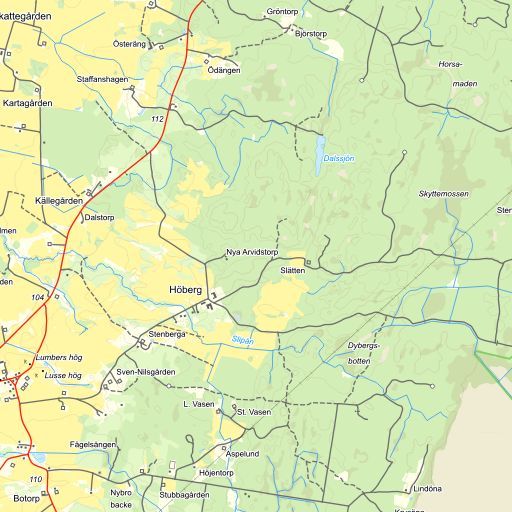 kattegården
Gröntorp
Björstorp
Österäng
Horsa-
maden
Ödängen
Staffanshagen
Kartagården
112
Dalssjön
Skyttemossen
Källegården
Dalstorp
Nya Arvidstorp
Slätten
Höberg
104
Stenberga
Slipån
Dybergs-
botten
Lumbers hög
Lusse hög
Sven-Nilsgården
L. Vasen
St. Vasen
Fågelsången
Aspelund
Höjentorp
110
Botorp
Nybro
backe
Stubbagården
Lindöna